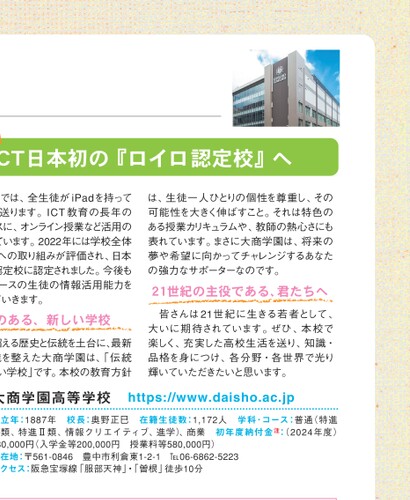 CT日本初の『ロイロ認定校』へ
では、全生徒がiPadを持って
送ります。ICT教育の長年の
スに、オンライン授業など活用の
ています。2022年には学校全体
への取り組みが評価され、日本
認定校に認定されました。今後も
ースの生徒の情報活用能力を
いきます。
のある、新しい学校
超える歴史と伝統を土台に、最新
を整えた大商学園は、「伝統
い学校」です。本校の教育方針
は、生徒一人ひとりの個性を尊重し、その
可能性を大きく伸ばすこと。それは特色の
ある授業カリキュラムや、教師の熱心さにも
表れています。まさに大商学園は、将来の
夢や希望に向かってチャレンジするあなた
の強力なサポーターなのです。
21世紀の主役である、君たちへ
皆さんは21世紀に生きる若者として、
大いに期待されています。ぜひ、本校で
楽しく、充実した高校生活を送り、知識・
品格を身につけ、各分野・各世界で光り
輝いていただきたいと思います。
大商学園高等学校 https://www.daisho.ac.jp
立年:1887年 校長:奥野正巳 在籍生徒数:1,172人 学科・コース:普通(特進
類、特進Ⅱ類、情報クリエイティブ、進学)、商業 初年度納付金注:(2024年度)
80,000円(入学金等200,000円 授業料等580,000円)
在地:〒561-0846 豊中市利倉東1-2-1 ℡06-6862-5223
クセス:阪急宝塚線「服部天神」・「曽根」徒歩10分